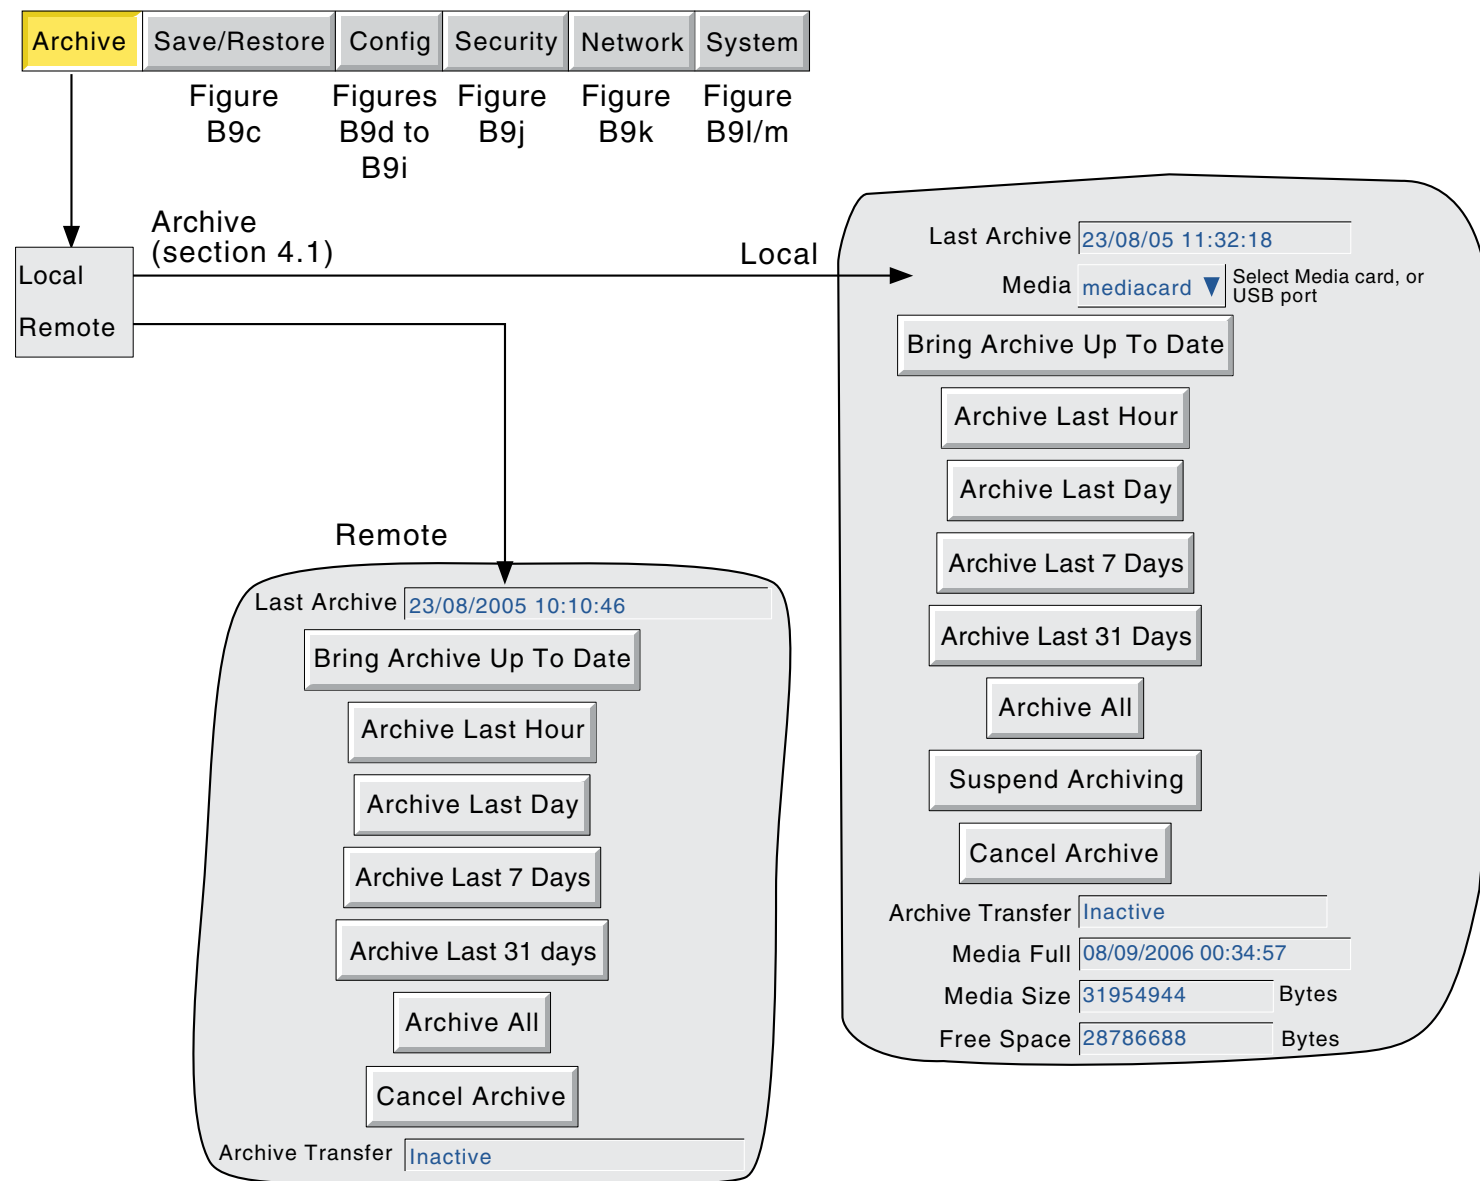 Archive Save/Restore Config Security Network System
Figure B9c
Figures B9d to B9i
Figure B9j
Figure B9k
Figure B9l/m
Local
Remote
Archive
(section 4.1)
Local
Last Archive 23/08/05 11:32:18
Media mediacard Select Media card, or
USB port
Bring Archive Up To Date
Archive Last Hour
Archive Last Day
Archive Last 7 Days
Archive Last 31 Days
Archive All
Suspend Archiving
Cancel Archive
Archive Transfer Inactive
Media Full 08/09/2006 00:34:57
Media Size 31954944 Bytes
Free Space 28786688 Bytes
Remote
Last Archive 23/08/2005 10:10:46
Bring Archive Up To Date
Archive Last Hour
Archive Last Day
Archive Last 7 Days
Archive Last 31 days
Archive All
Cancel Archive
Archive Transfer Inactive